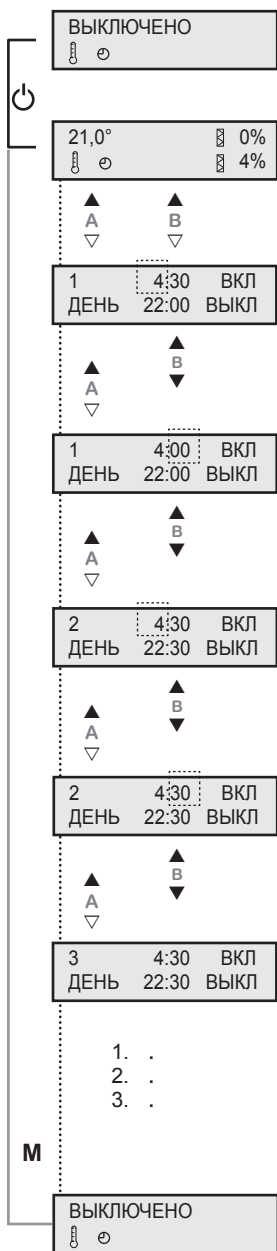 ВЫКЛЮЧЕНО
21,0° 0%
4%
A B
1 4:30 ВКЛ
ДЕНЬ 22:00 ВЫКЛ
B
A
1 4:00 ВКЛ
ДЕНЬ 22:00 ВЫКЛ
B
A
2 4:30 ВКЛ
ДЕНЬ 22:30 ВЫКЛ
B
A
2 4:30 ВКЛ
ДЕНЬ 22:30 ВЫКЛ
B
A
3 4:30 ВКЛ
ДЕНЬ 22:30 ВЫКЛ
1. .
2. .
3. .
M
ВЫКЛЮЧЕНО